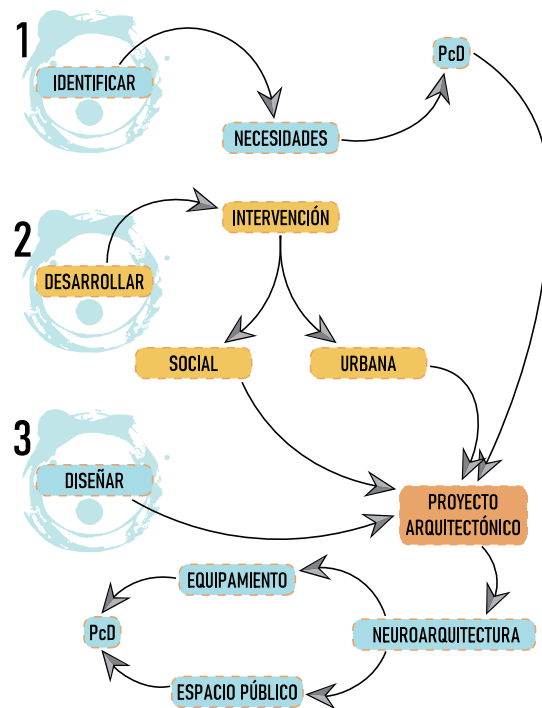 1
IDENTIFICAR
PcD
NECESIDADES
2
INTERVENCIÓN
DESARROLLAR
SOCIAL
URBANA
3
DISEÑAR
PROYECTO
ARQUITECTÓNICO
EQUIPAMIENTO
PcD
NEUROARQUITECTURA
ESPACIO PÚBLICO